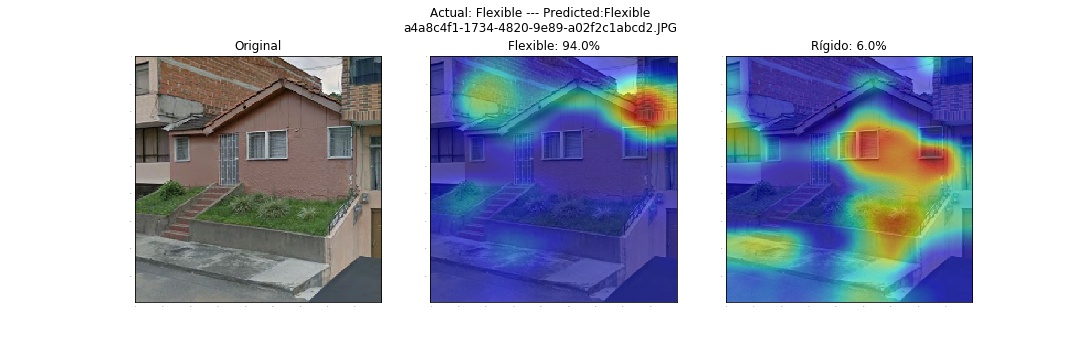 Actual: Flexible --- Predicted:Flexible
a4a8c4f1-1734-4820-9e89-a02f2c1abcd2.JPG
Original
Flexible: 94.0%
Rígido: 6.0%